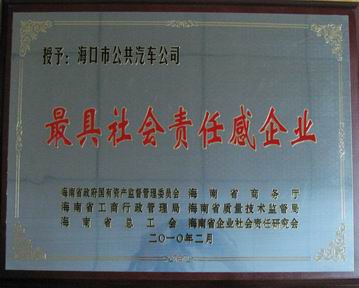 授予：海口市公共汽车公司
最具社会责任感企业
海南省政府国有资产监督管理委员会 海南省商务厅
海南省工商行政管理局 海南省质量技术监督局
海南省总工会 海南省企业社会责任研究会
二〇一〇年二月